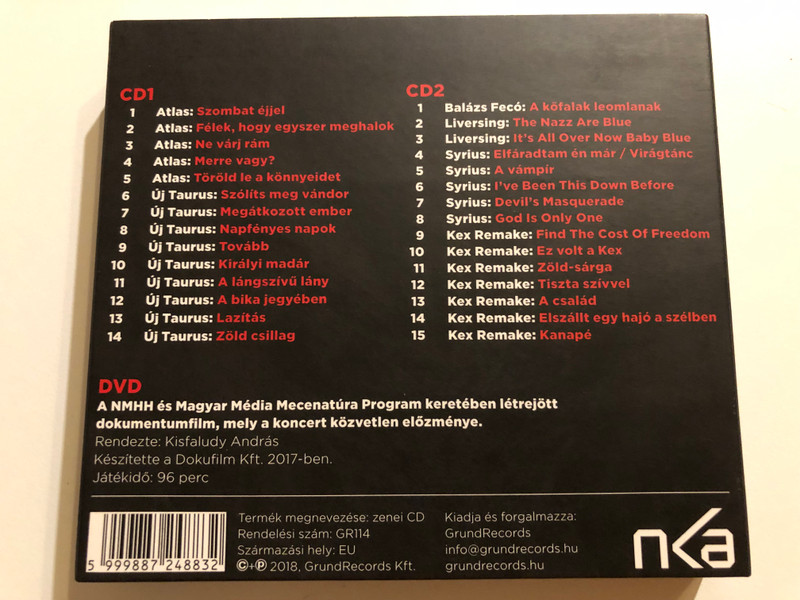 CD1
1 Atlas: Szombat éjjel
2 Atlas: Félek, hogy egyszer meghalok
3 Atlas: Ne várj rám
4 Atlas: Merre vagy?
5 Atlas: Töröld le a könnyeidet
6 Új Taurus: Szólíts meg vándor
7 Új Taurus: Megátkozott ember
8 Új Taurus: Napfényes napok
9 Új Taurus: Tovább
10 Új Taurus: Királyi madár
11 Új Taurus: A lángszívű lány
12 Új Taurus: A bika jegyében
13 Új Taurus: Lazítás
14 Új Taurus: Zöld csillag
CD2
1 Balázs Fecó: A kőfalak leomlanak
2 Liversing: The Nazz Are Blue
3 Liversing: It's All Over Now Baby Blue
4 Syrius: Elfáradtam én már / Virágtánc
5 Syrius: A vámpír
6 Syrius: I've Been This Down Before
7 Syrius: Devil's Masquerade
8 Syrius: God Is Only One
9 Kex Remake: Find The Cost Of Freedom
10 Kex Remake: Ez volt a Kex
11 Kex Remake: Zöld-sárga
12 Kex Remake: Tiszta szívvel
13 Kex Remake: A család
14 Kex Remake: Elszállt egy hajó a szélben
15 Kex Remake: Kanapé
DVD
A NMHH és Magyar Média Mecenatúra Program keretében létrejött
dokumentumfilm, mely a koncert közvetlen előzménye.
Rendezte: Kisfaludy András
Készítette a Dokufilm Kft. 2017-ben.
Játékidő: 96 perc
5 999887 248832
Termék megnevezése: zenei CD
Rendelési szám: GR114
Származási hely: EU
©+℗ 2018, GrundRecords Kft.
Kiadja és forgalmazza:
GrundRecords
info@grundrecords.hu
grundrecords.hu
nka